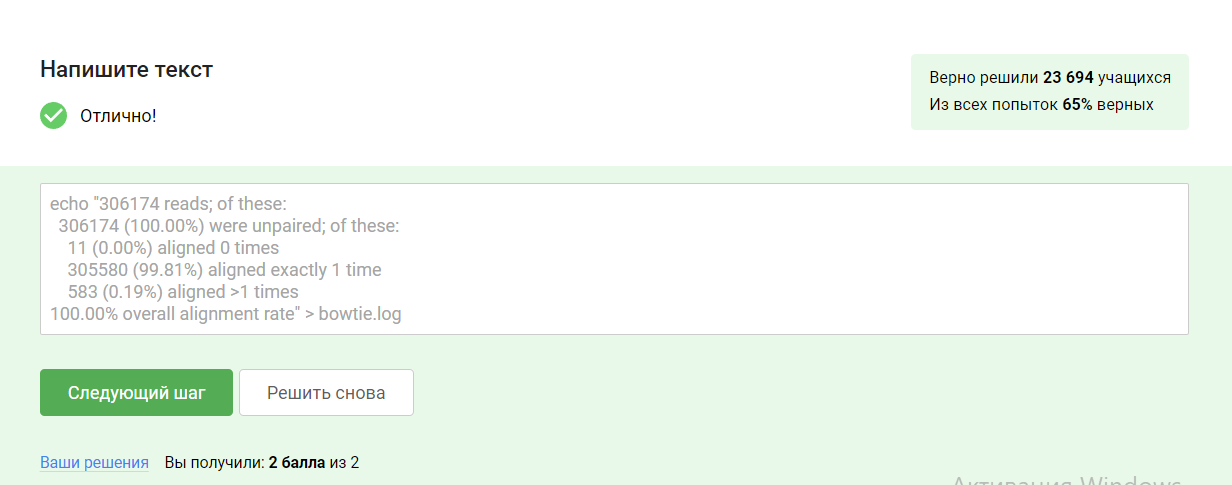 Напишите текст
Отлично!
Верно решили 23 694 учащихся
Из всех попыток 65% верных
echo "306174 reads; of these:
  306174 (100.00%) were unpaired; of these:
    11 (0.00%) aligned 0 times
    305580 (99.81%) aligned exactly 1 time
    583 (0.19%) aligned >1 times
100.00% overall alignment rate" > bowtie.log
Следующий шаг
Решить снова
Ваши решения
Вы получили: 2 балла из 2
Активация Windows